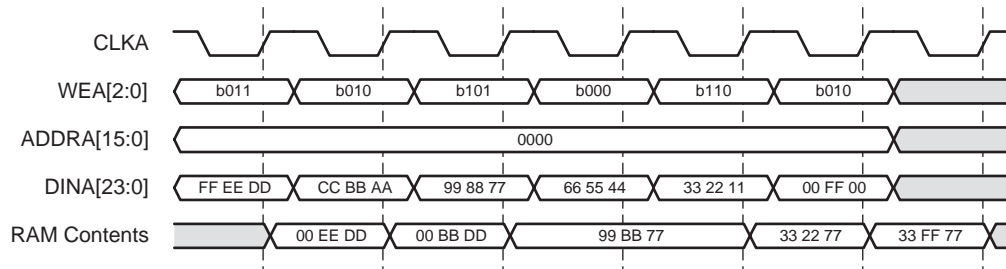 CLKA
WEA[2:0] b011 b010 b101 b000 b110 b010
ADDRA[15:0] 0000
DINA[23:0] FF EE DD CC BB AA 99 88 77 66 55 44 33 22 11 00 FF 00
RAM Contents 00 EE DD 00 BB DD 99 BB 77 33 22 77 33 FF 77